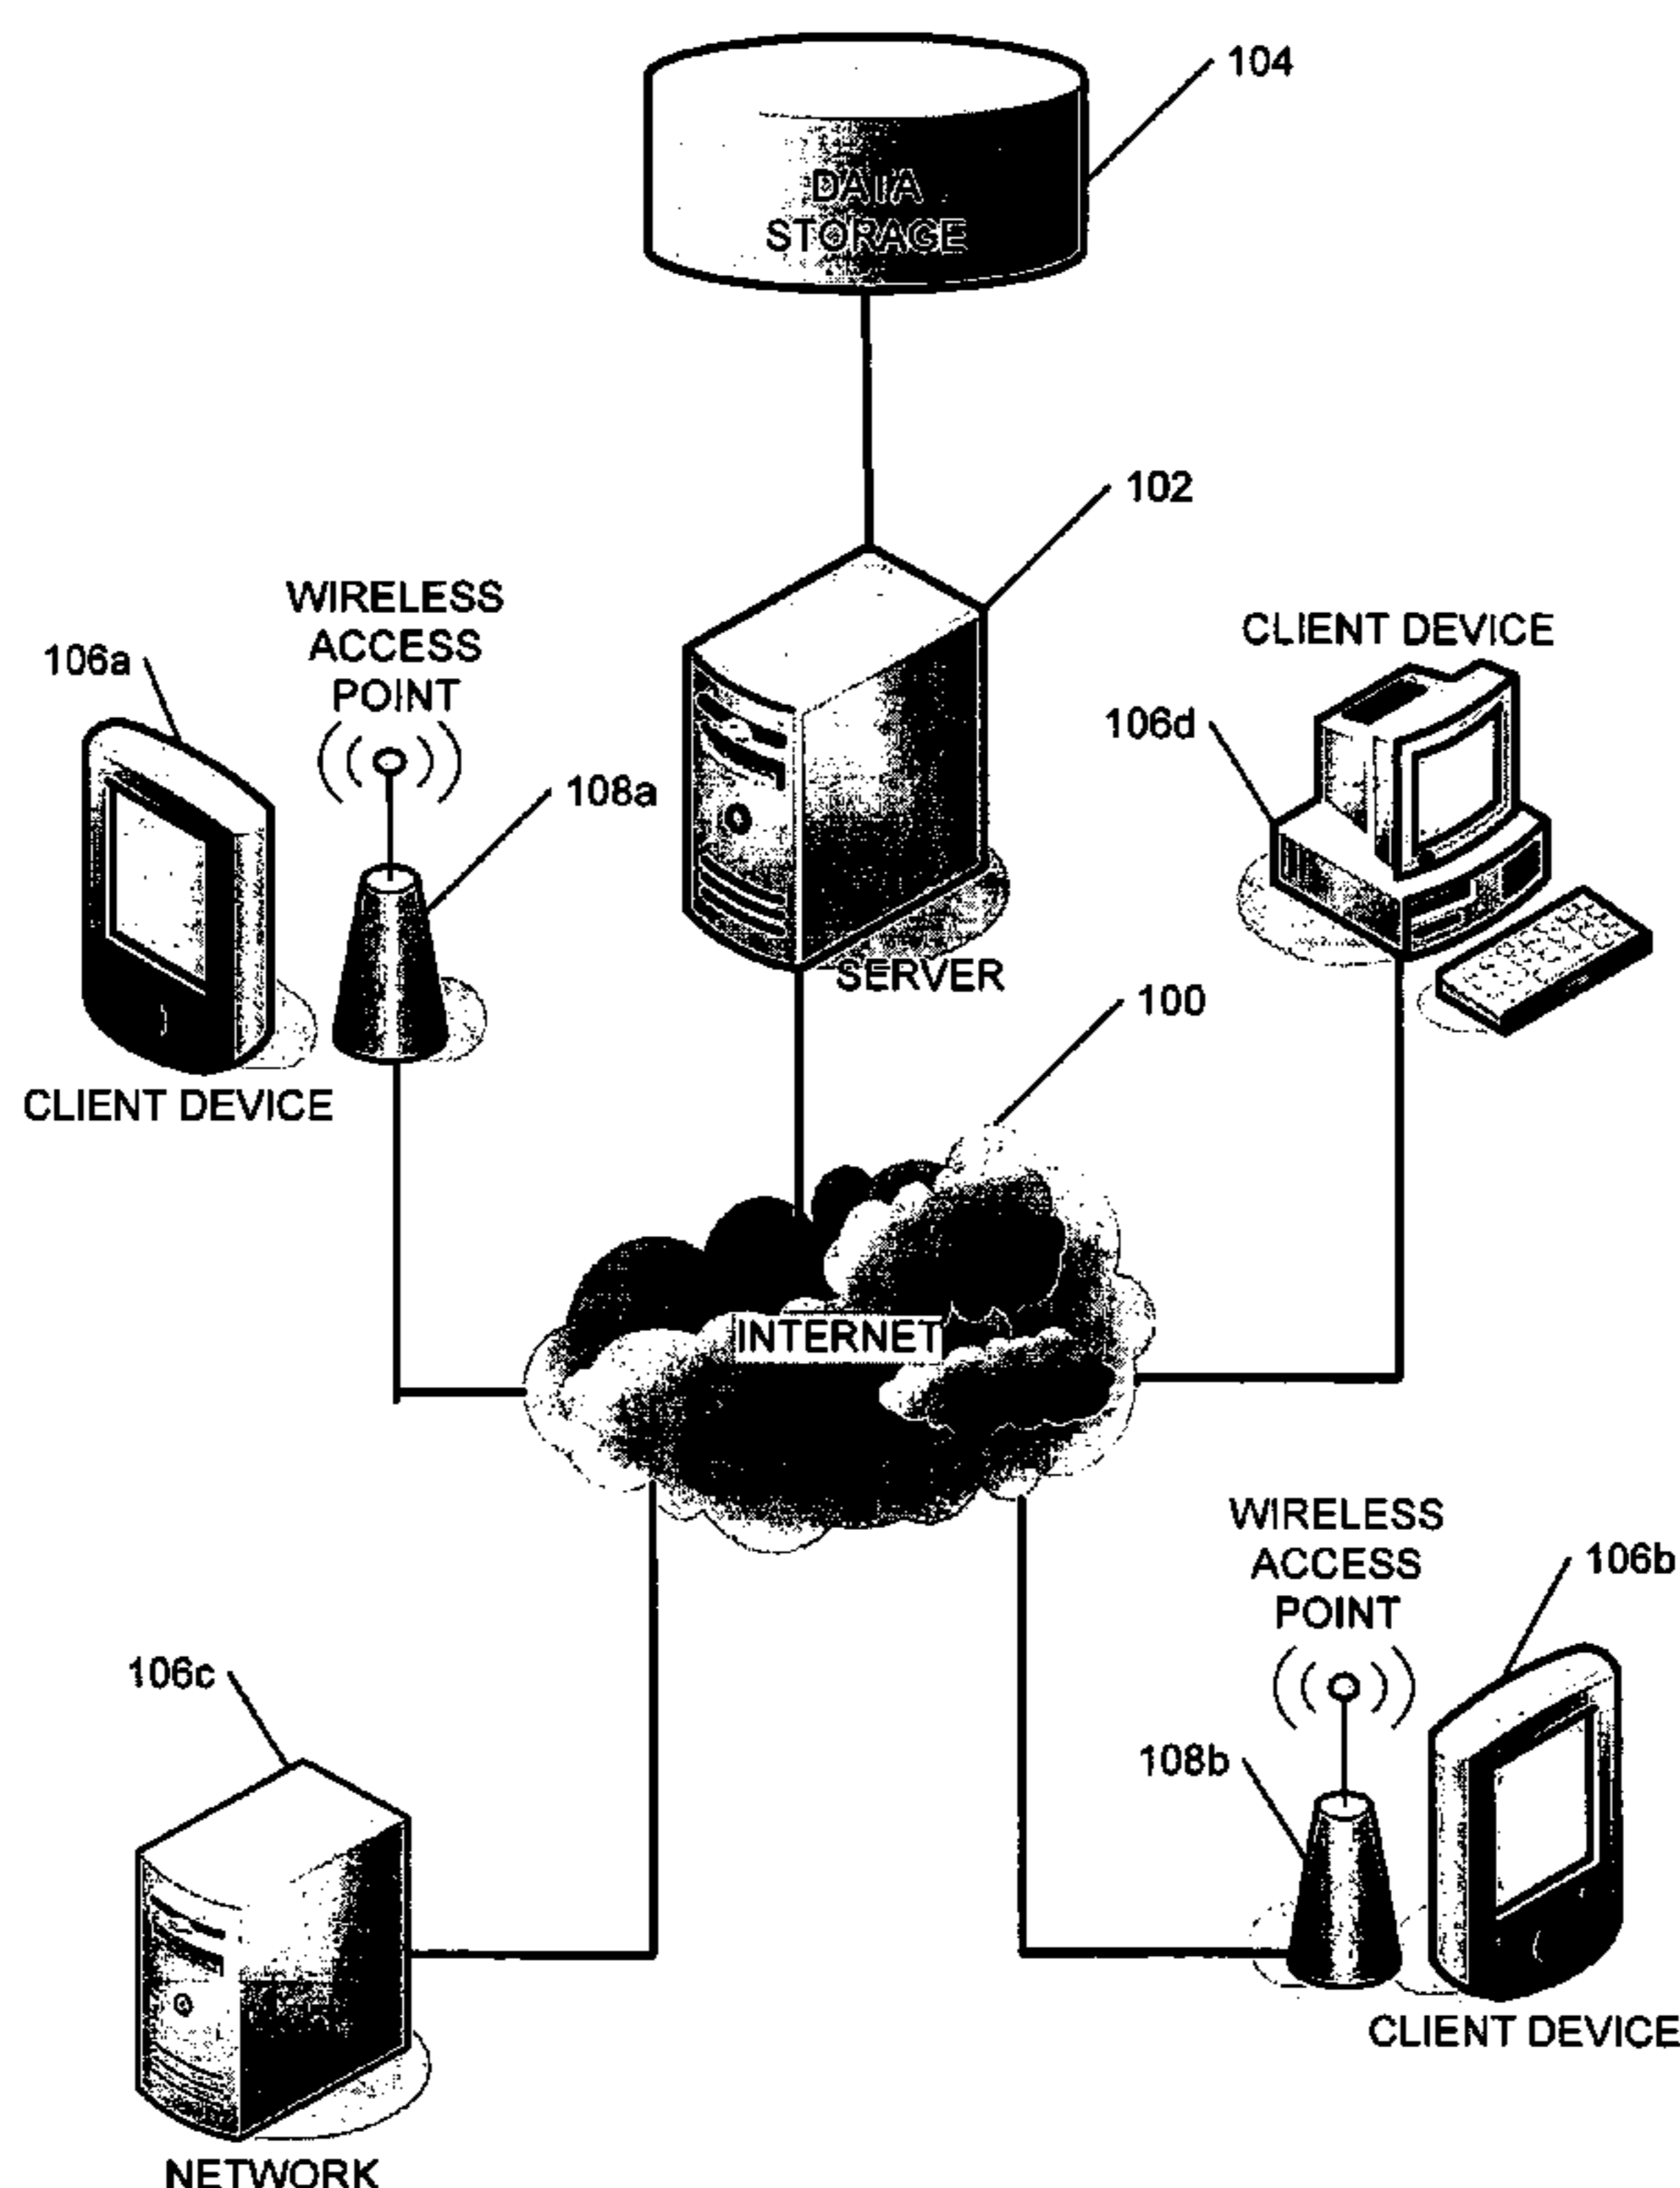 104
DATA
STORAGE
102
WIRELESS
ACCESS
POINT
106a
CLIENT DEVICE
106d
108a
SERVER
100
CLIENT DEVICE
INTERNET
WIRELESS
ACCESS
POINT
106b
106c
108b
CLIENT DEVICE
NETWORK